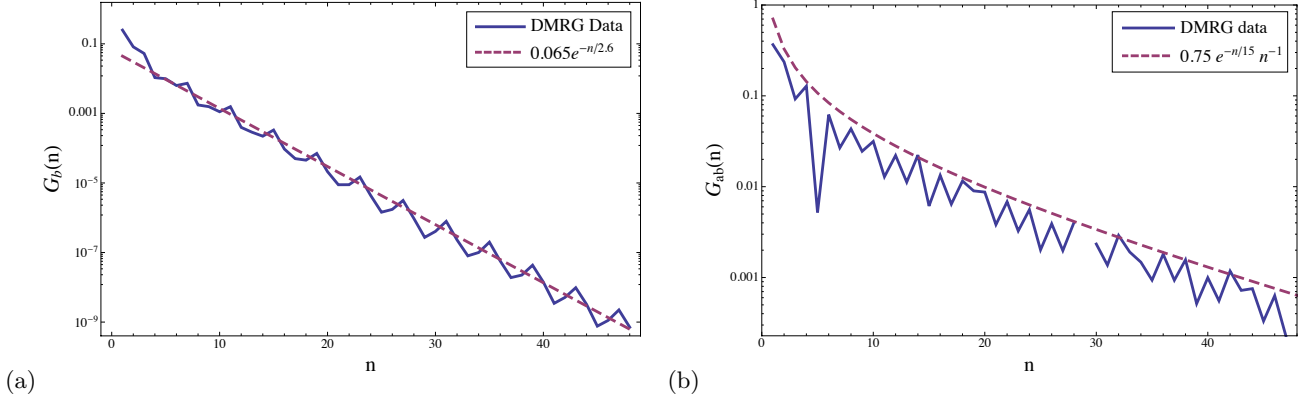 DMRG Data
0.065e^{-n/2.6}
G_b(n)
0.1
0.001
10^{-5}
10^{-7}
10^{-9}
0 10 20 30 40
n
(a)
DMRG data
0.75 e^{-n/15} n^{-1}
G_{ab}(n)
1
0.1
0.01
0.001
0 10 20 30 40
n
(b)